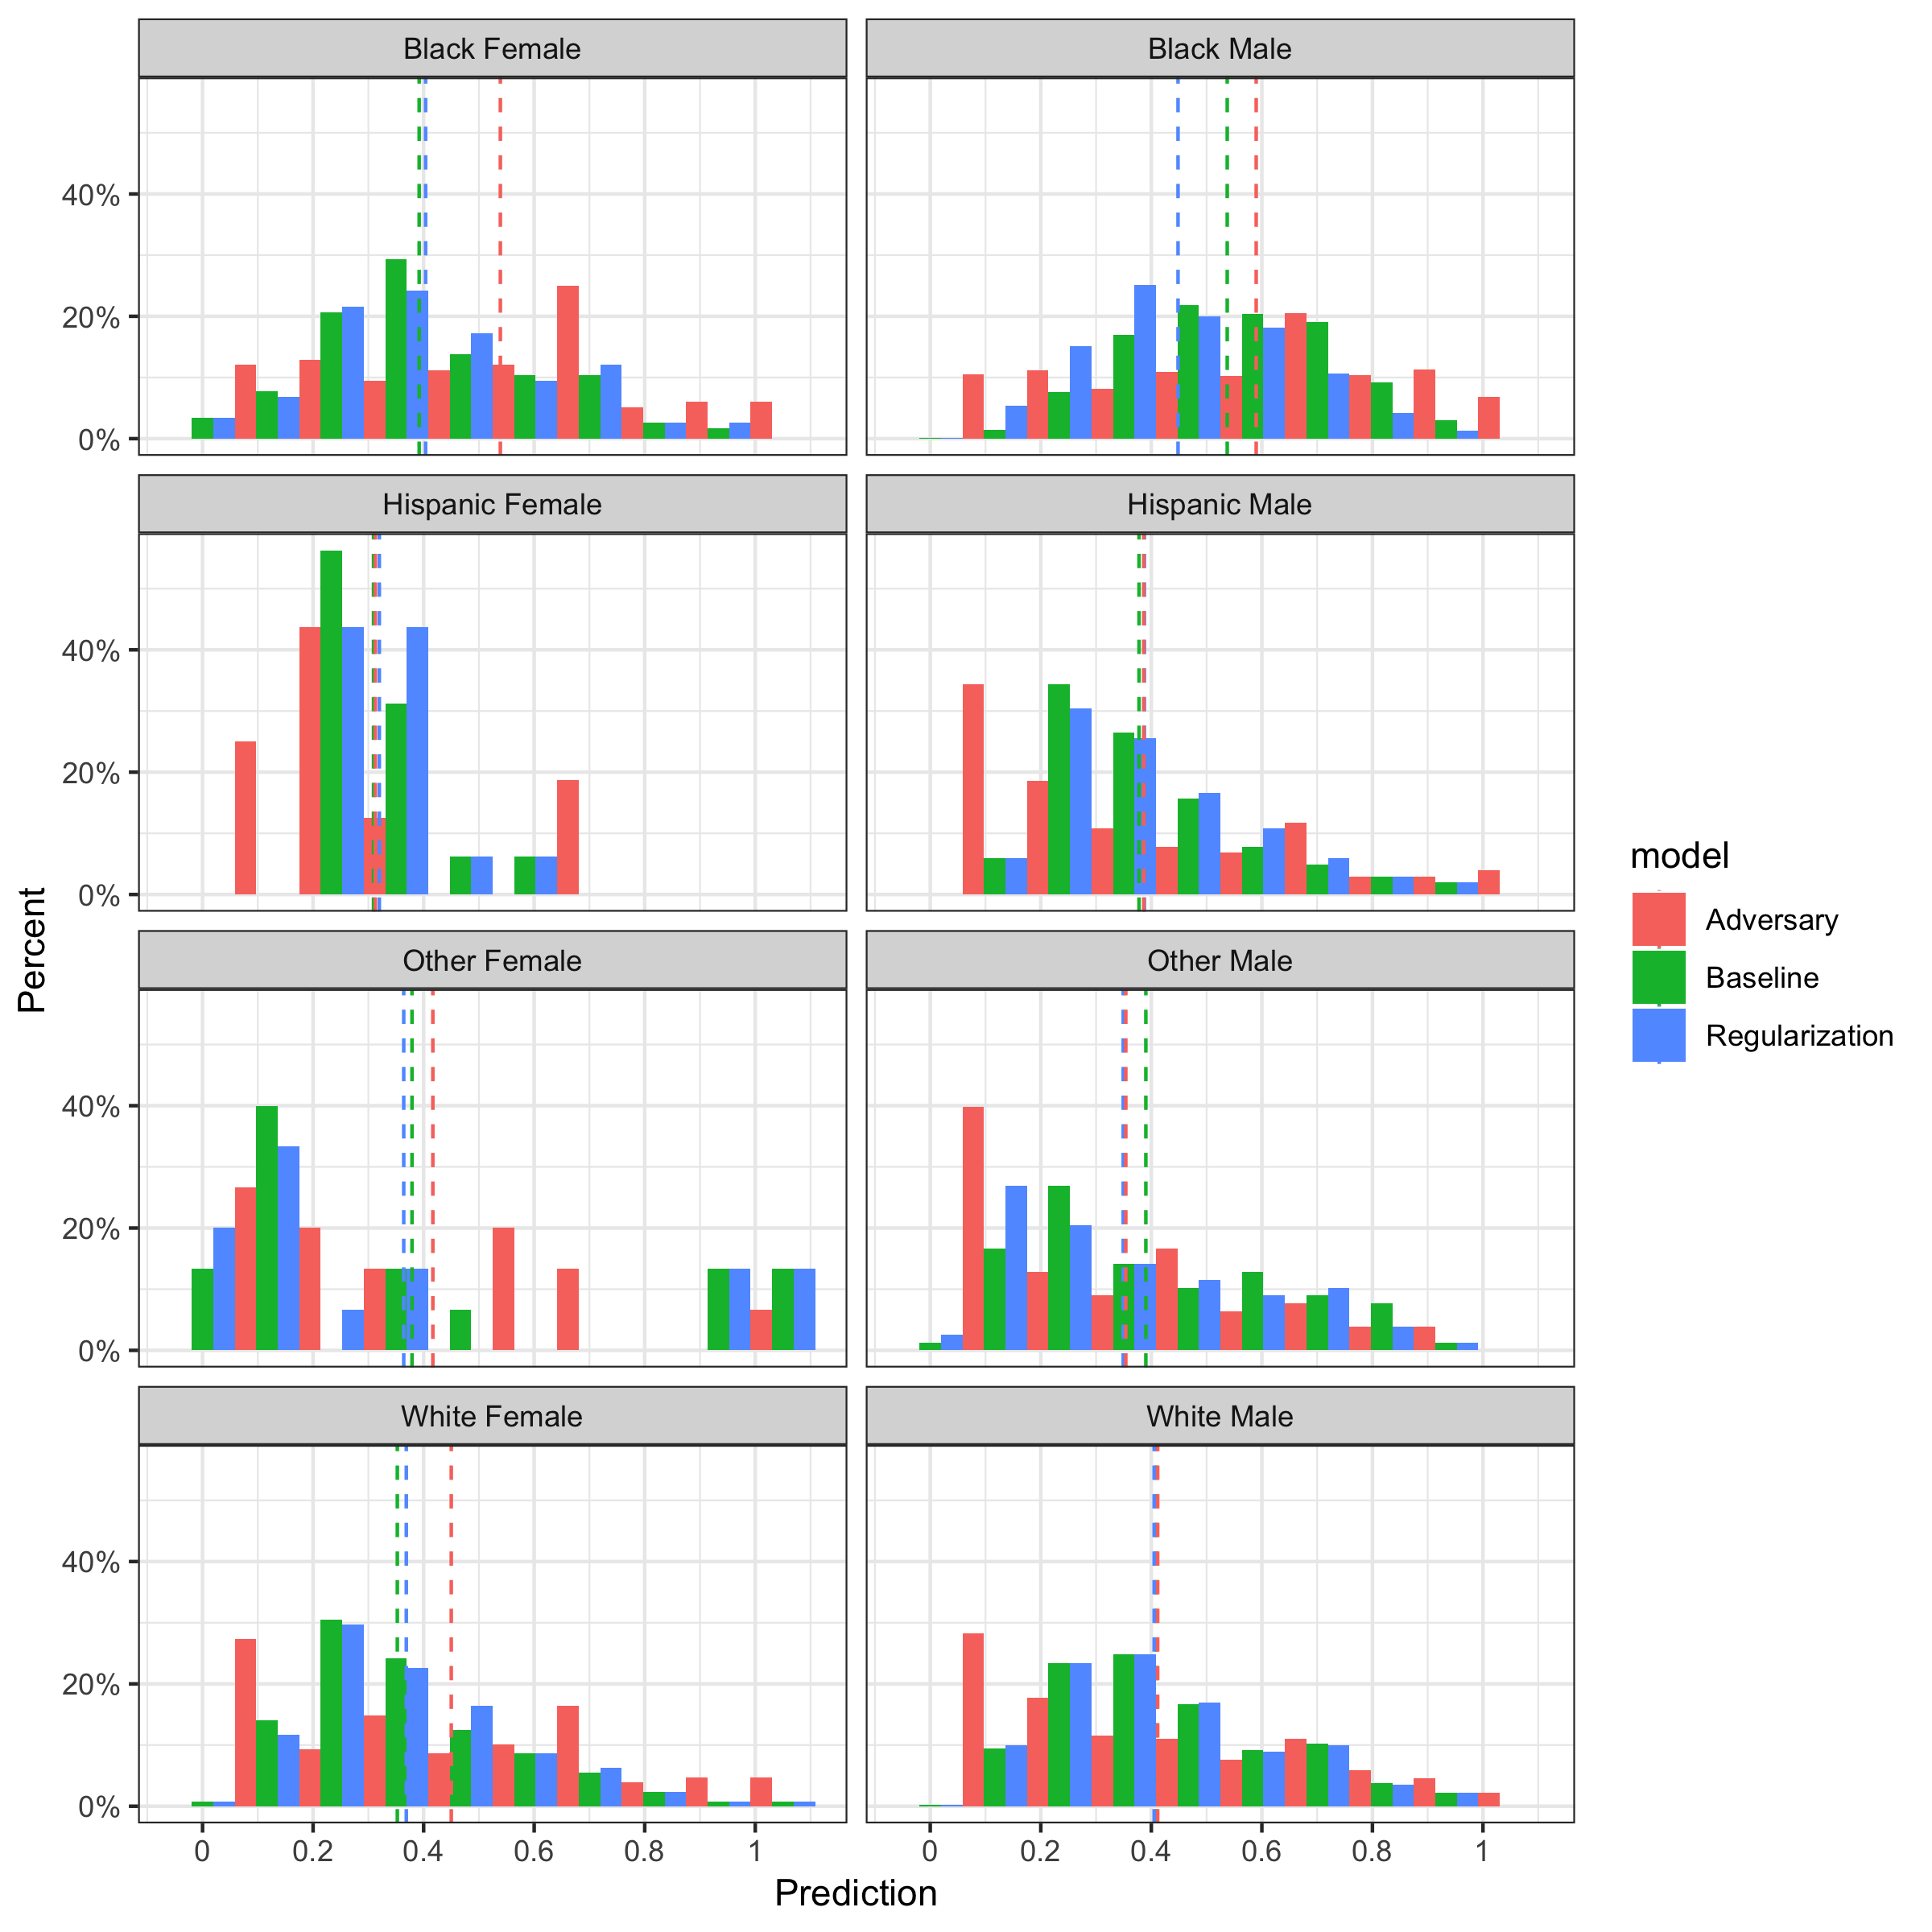 Black Female
Black Male
40%
20%
0%
Hispanic Female
Hispanic Male
40%
20%
0%
Other Female
Other Male
40%
20%
0%
White Female
White Male
40%
20%
0%
0 0.2 0.4 0.6 0.8 1
0 0.2 0.4 0.6 0.8 1
Prediction
Percent
model
Adversary
Baseline
Regularization